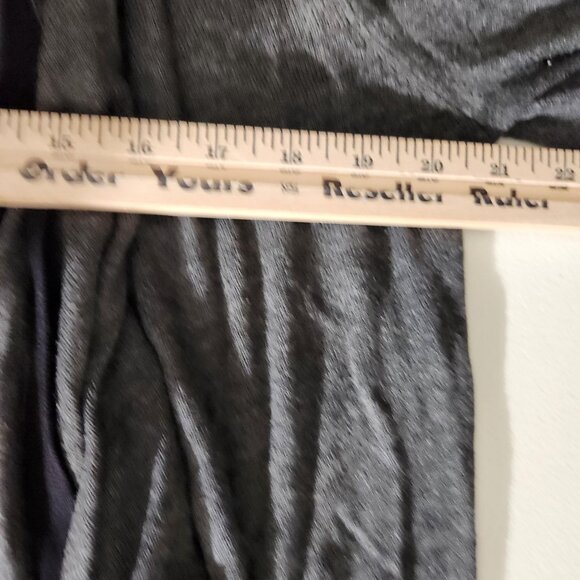 15 16 17 18 19 20 21 22
Order Yours Reseller Ruler